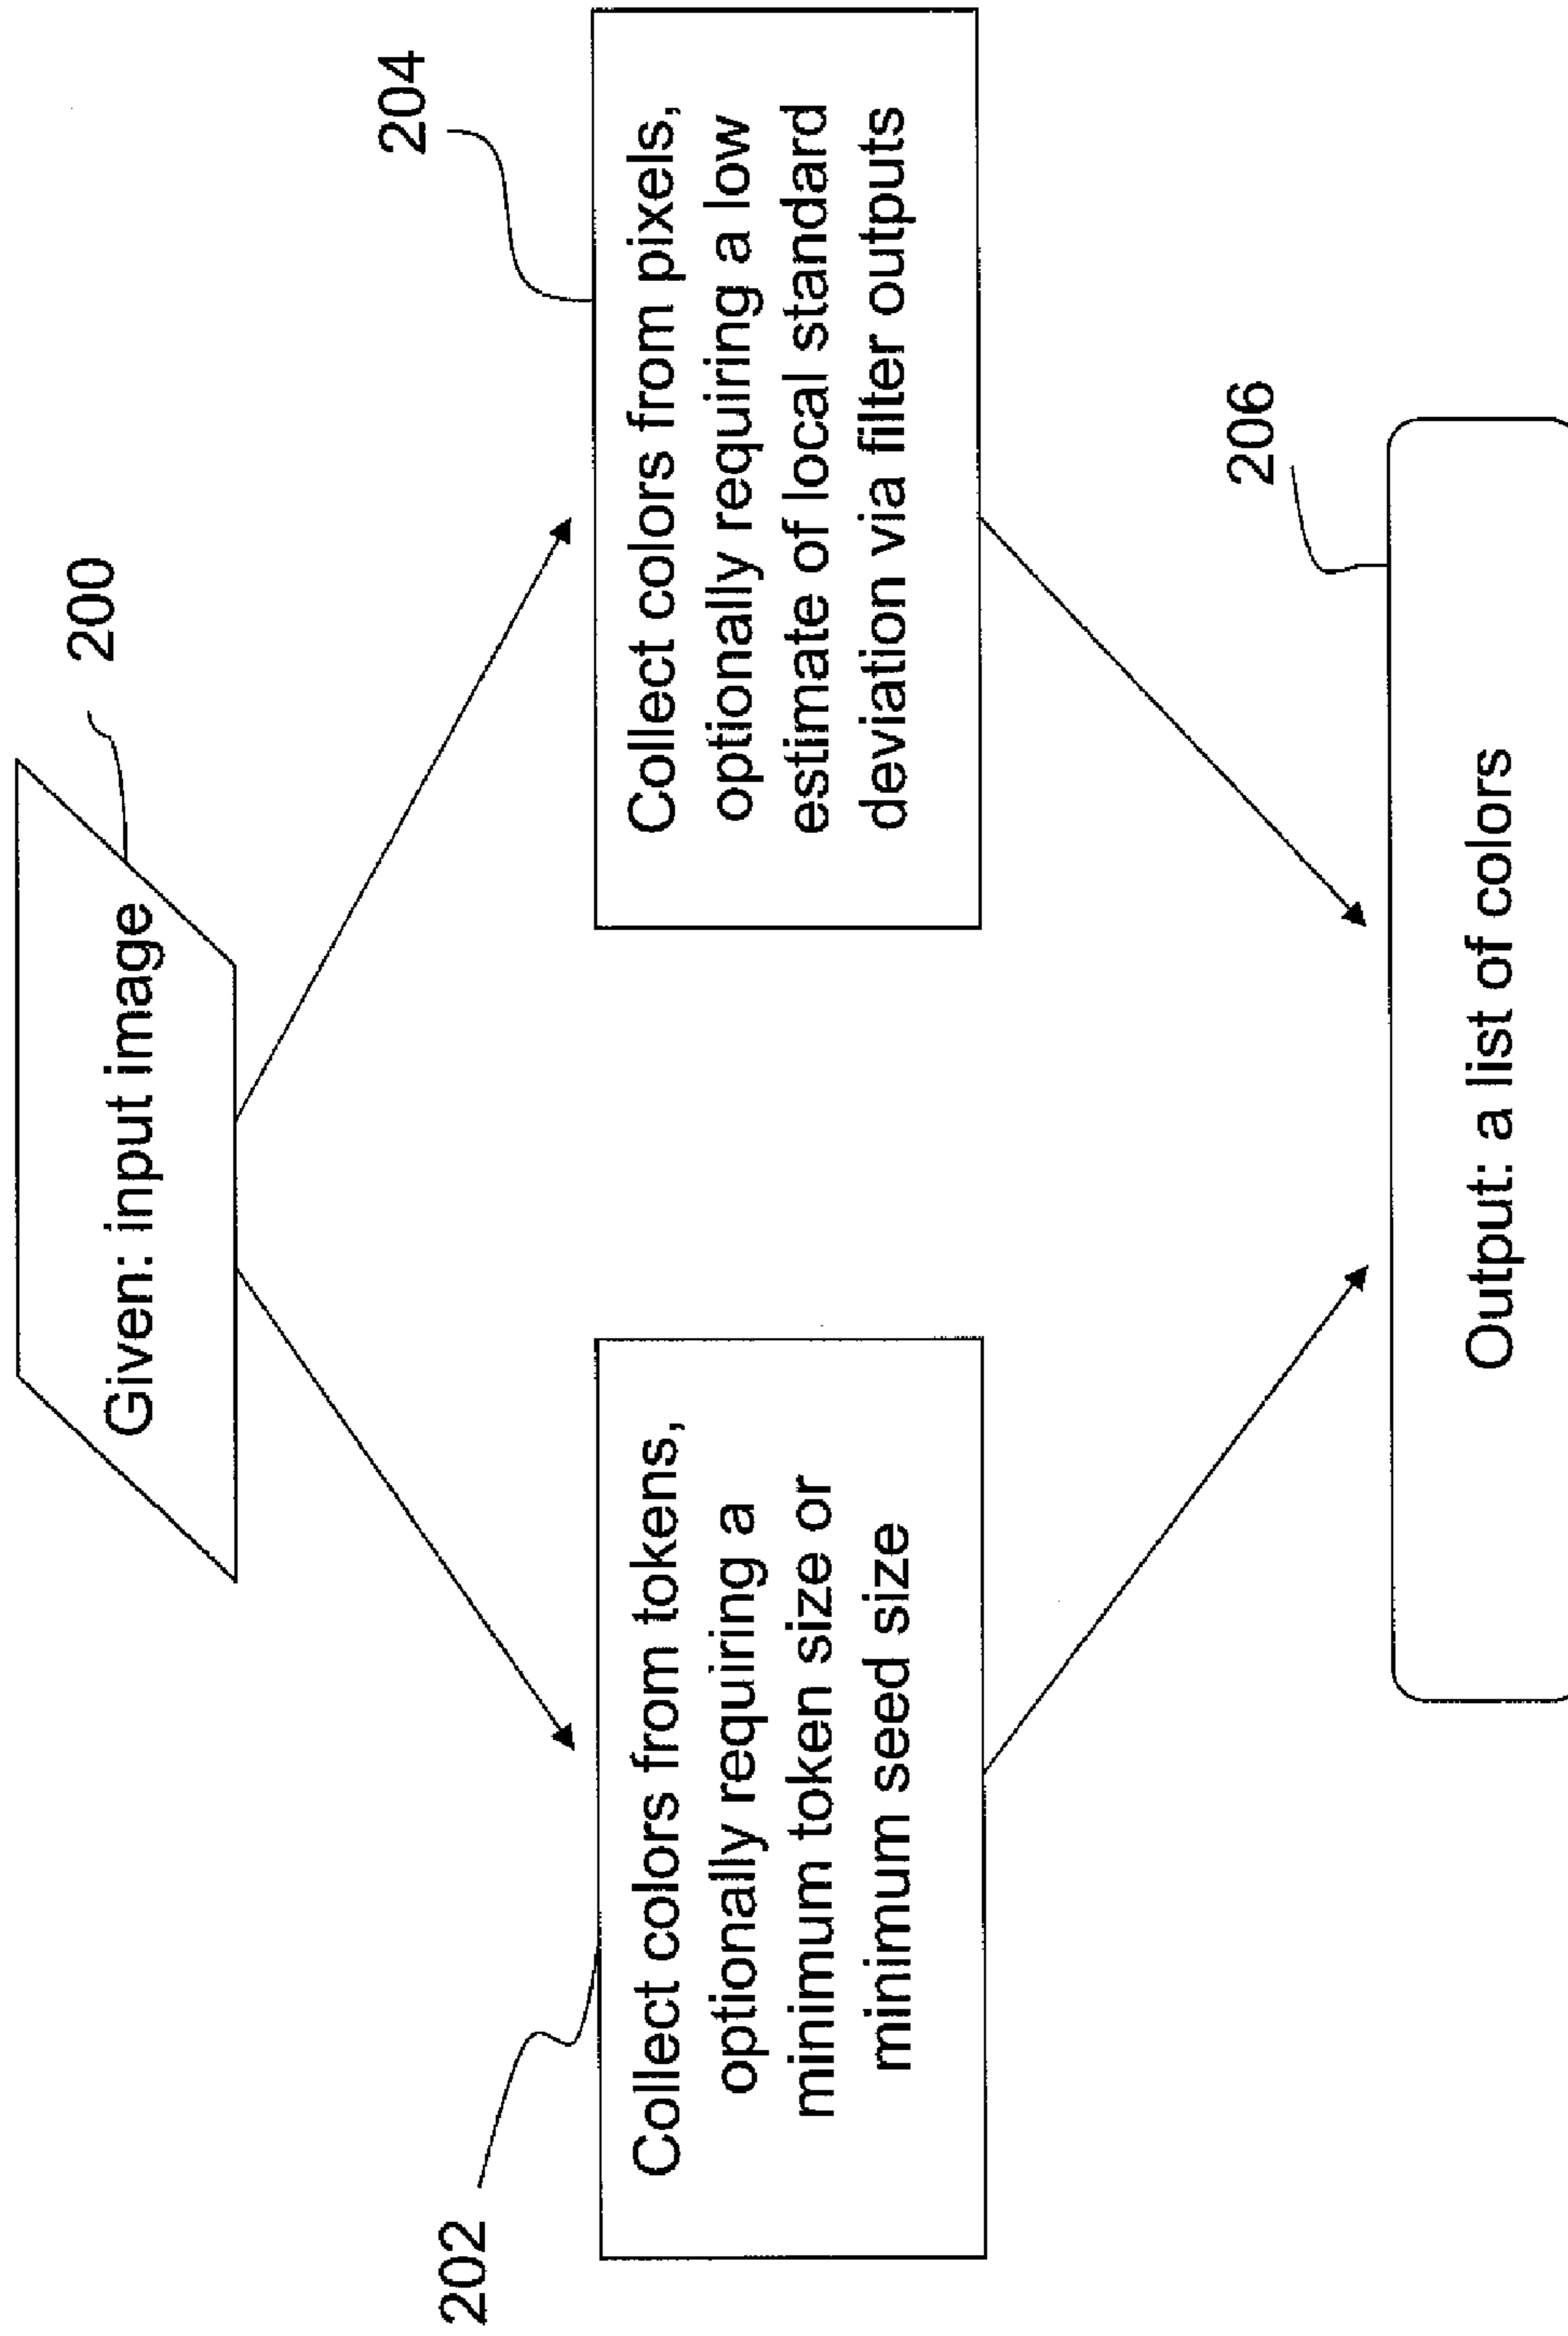 200
Given: input image
202
Collect colors from tokens,
optionally requiring a
minimum token size or
minimum seed size
204
Collect colors from pixels,
optionally requiring a low
estimate of local standard
deviation via filter outputs
206
Output: a list of colors